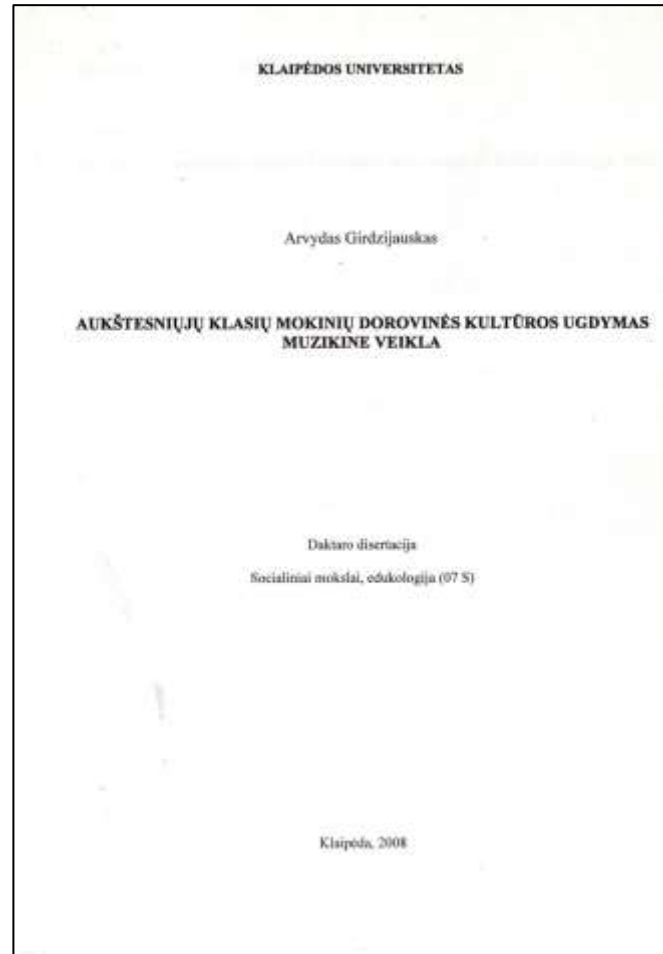 KLAIPĖDOS UNIVERSITETAS
Arvydas Girdzijauskas
AUKŠTESNIŲJŲ KLASIŲ MOKINIŲ DOROVINĖS KULTŪROS UGDYMAS
MUZIKINE VEIKLA
Daktaro disertacija
Socialiniai mokslai, edukologija (07 S)
Klaipėda, 2008